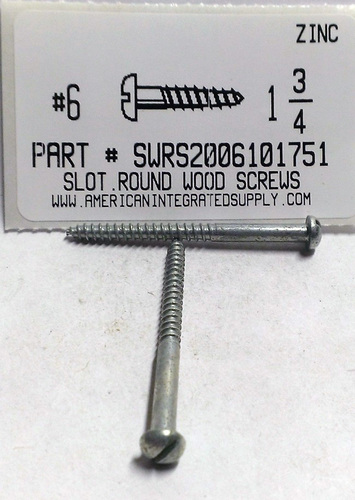 ZINC
#6 1 3/4
PART # SWRS2006101751
SLOT.ROUND WOOD SCREWS
WWW.AMERICANINTEGRATEDSUPPLY.COM